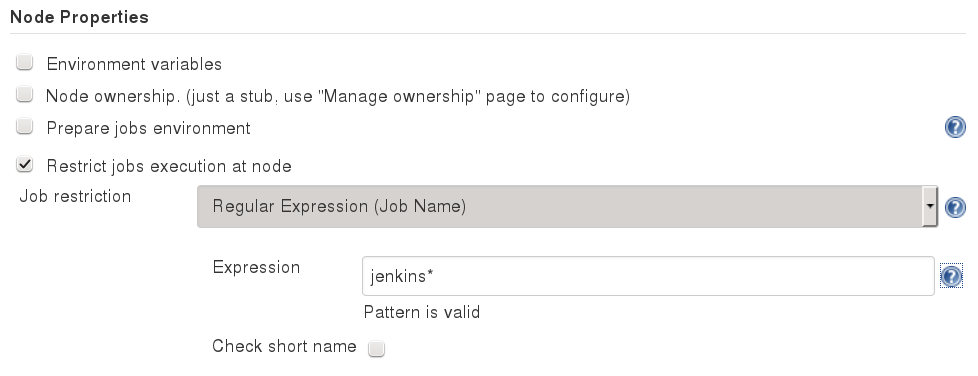 Node Properties
Environment variables
Node ownership. (just a stub, use "Manage ownership" page to configure)
Prepare jobs environment
?
Restrict jobs execution at node
Job restriction
Regular Expression (Job Name)
?
Expression
jenkins*
?
Pattern is valid
Check short name